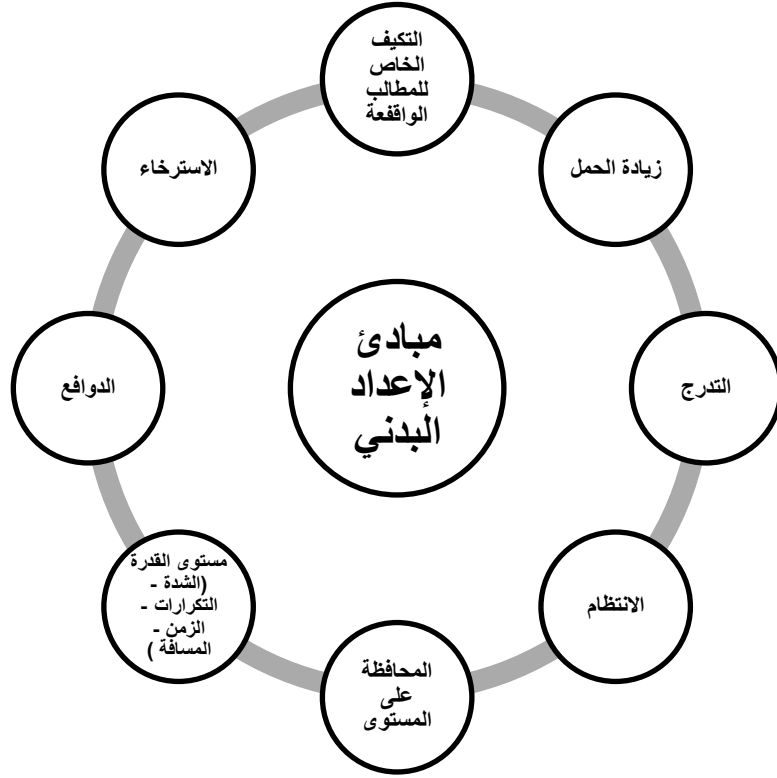 التكيف
الخاص
للمطالب
الواقفعة
زيادة الحمل
التدرج
الانتظام
المحافظة
على
المستوى
مستوى القدرة
(الشدة -
التكرارات -
الزمن -
المسافة )
الدوافع
الاسترخاء
مبادئ
الإعداد
البدني